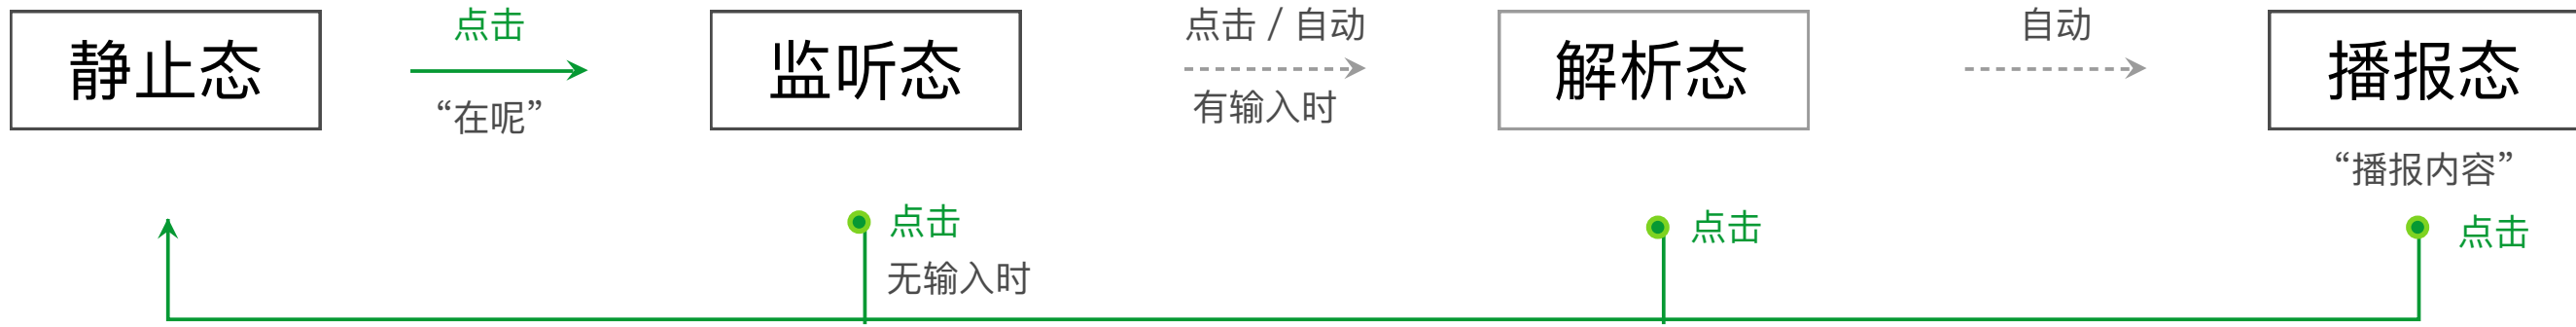 静止态
点击
“在呢”
监听态
点击 / 自动
有输入时
解析态
自动
播报态
“播报内容”
点击
无输入时
点击
点击